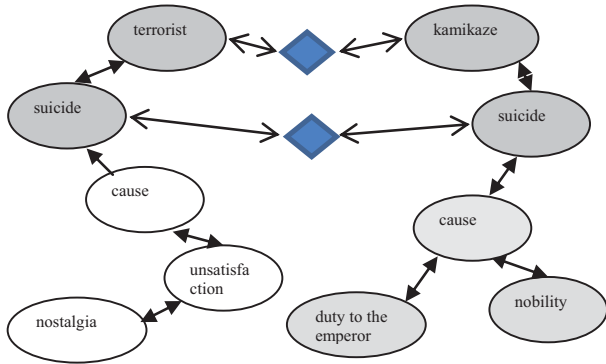 terrorist
kamikaze
suicide
suicide
cause
cause
unsatisfa
ction
nostalgia
duty to the
emperor
nobility